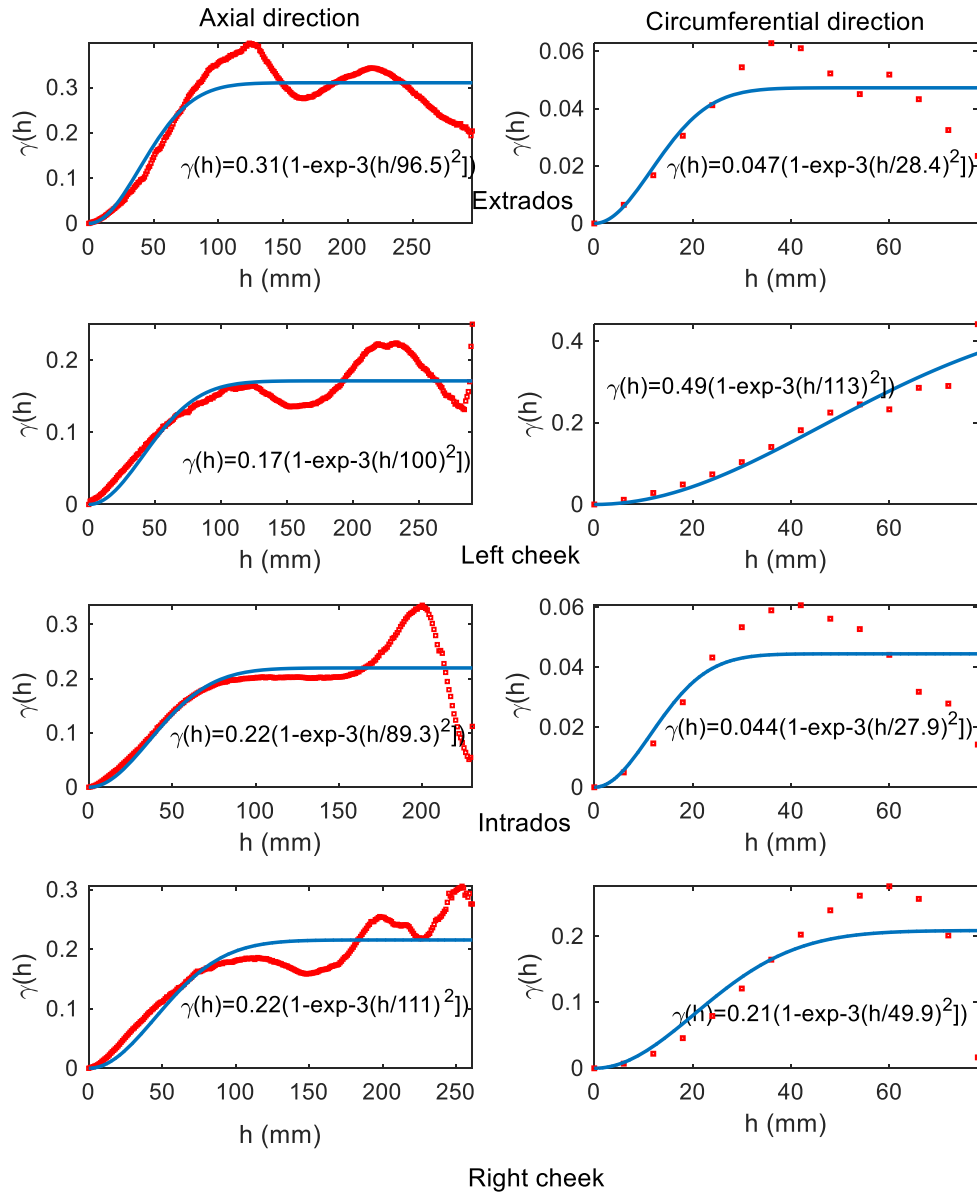 Axial direction
Circumferential direction
γ(h)
0.3
0.2
0.1
0
γ(h)=0.31(1-exp-3(h/96.5)²])
0 50 100 150 200 250
h (mm)
γ(h)
0.06
0.04
0.02
0
γ(h)=0.047(1-exp-3(h/28.4)²])
0 20 40 60
h (mm)
Extrados
γ(h)
0.2
0.1
0
γ(h)=0.17(1-exp-3(h/100)²])
0 50 100 150 200 250
h (mm)
γ(h)
0.4
0.2
0
γ(h)=0.49(1-exp-3(h/113)²])
0 20 40 60
h (mm)
Left cheek
γ(h)
0.3
0.2
0.1
0
γ(h)=0.22(1-exp-3(h/89.3)²])
0 50 100 150 200
h (mm)
γ(h)
0.06
0.04
0.02
0
γ(h)=0.044(1-exp-3(h/27.9)²])
0 20 40 60
h (mm)
Intrados
γ(h)
0.3
0.2
0.1
0
γ(h)=0.22(1-exp-3(h/111)²])
0 50 100 150 200 250
h (mm)
γ(h)
0.2
0.1
0
γ(h)=0.21(1-exp-3(h/49.9)²])
0 20 40 60
h (mm)
Right cheek